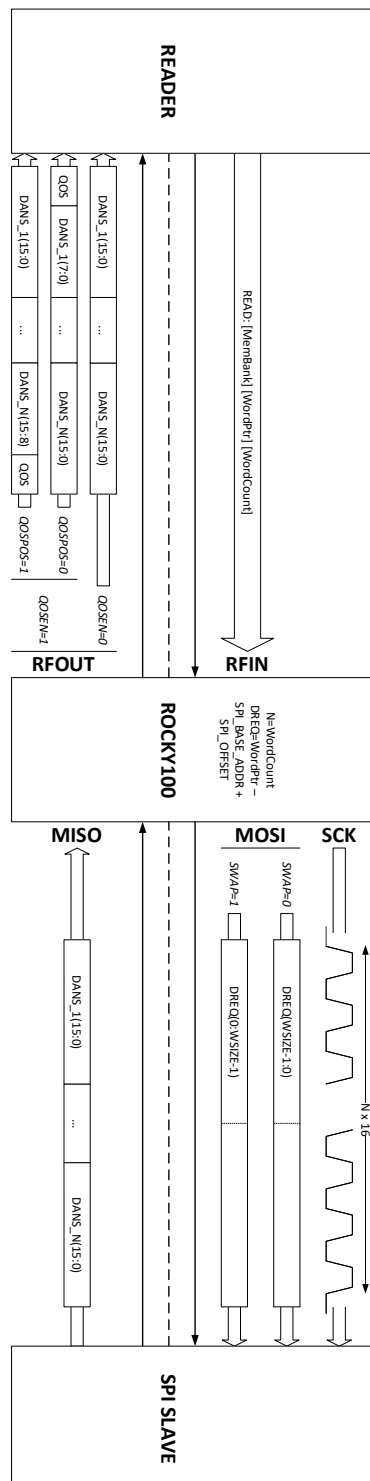 READER
READ: [MemBank] [WordPtr] [WordCount]
DANS_1(15:0)
...
DANS_N(15:0)
QOSEN=0
QOS
DANS_1(7:0)
...
DANS_N(15:0)
QOSPOS=0
DANS_1(15:0)
...
DANS_N(15:8)
QOS
QOSPOS=1
QOSEN=1
RFOUT
RFIN
ROCKY100
N=WordCount
DREQ=WordPtr –
SPI_BASE_ADDR +
SPI_OFFSET
MISO
MOSI
SCK
N x 16
SWAP=0
DREQ(WSIZE-1:0)
SWAP=1
DREQ(0:WSIZE-1)
DANS_1(15:0)
...
DANS_N(15:0)
SPI SLAVE